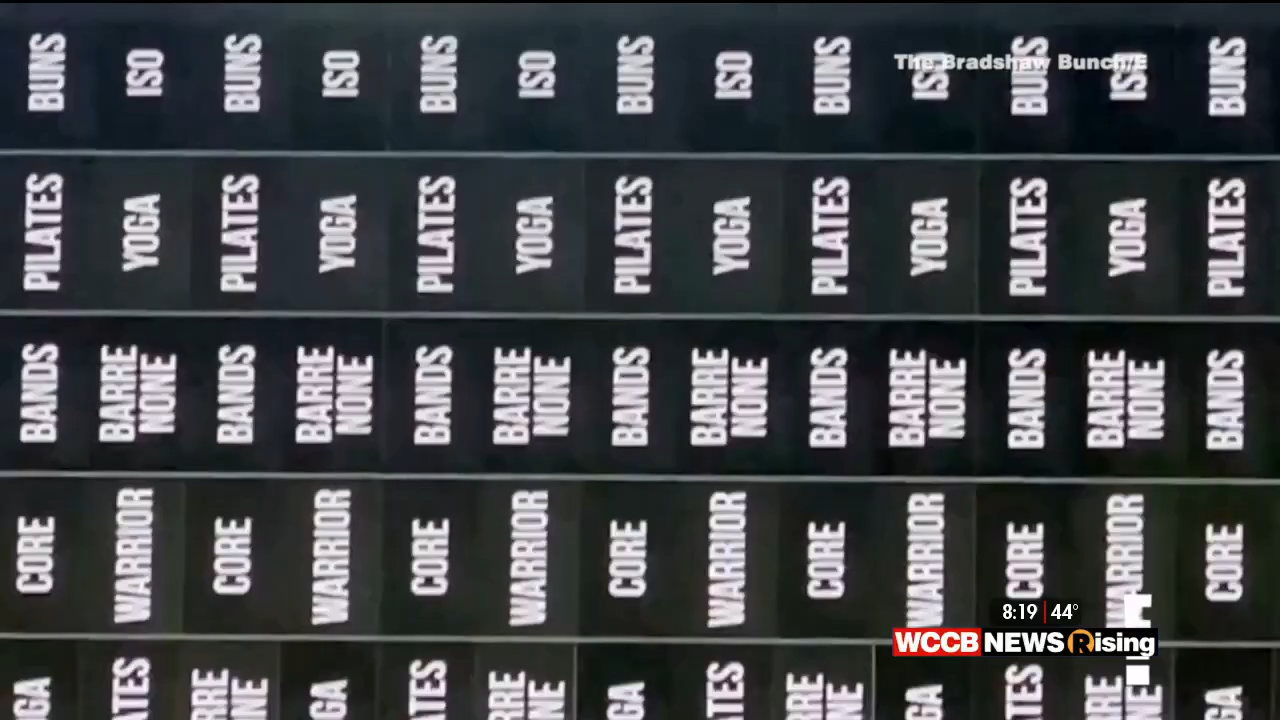 BUNS ISO BUNS ISO BUNS ISO BUNS ISO BUNS ISO BUNS ISO BUNS
The Bradshaw Bunch/E
PILATES YOGA PILATES YOGA PILATES YOGA PILATES YOGA PILATES YOGA PILATES YOGA PILATES
BANDS BARRE NONE BANDS BARRE NONE BANDS BARRE NONE BANDS BARRE NONE BANDS BARRE NONE BANDS BARRE NONE BANDS
CORE WARRIOR CORE WARRIOR CORE WARRIOR CORE WARRIOR CORE WARRIOR CORE WARRIOR CORE
8:19 44°
WCCB NEWS Rising